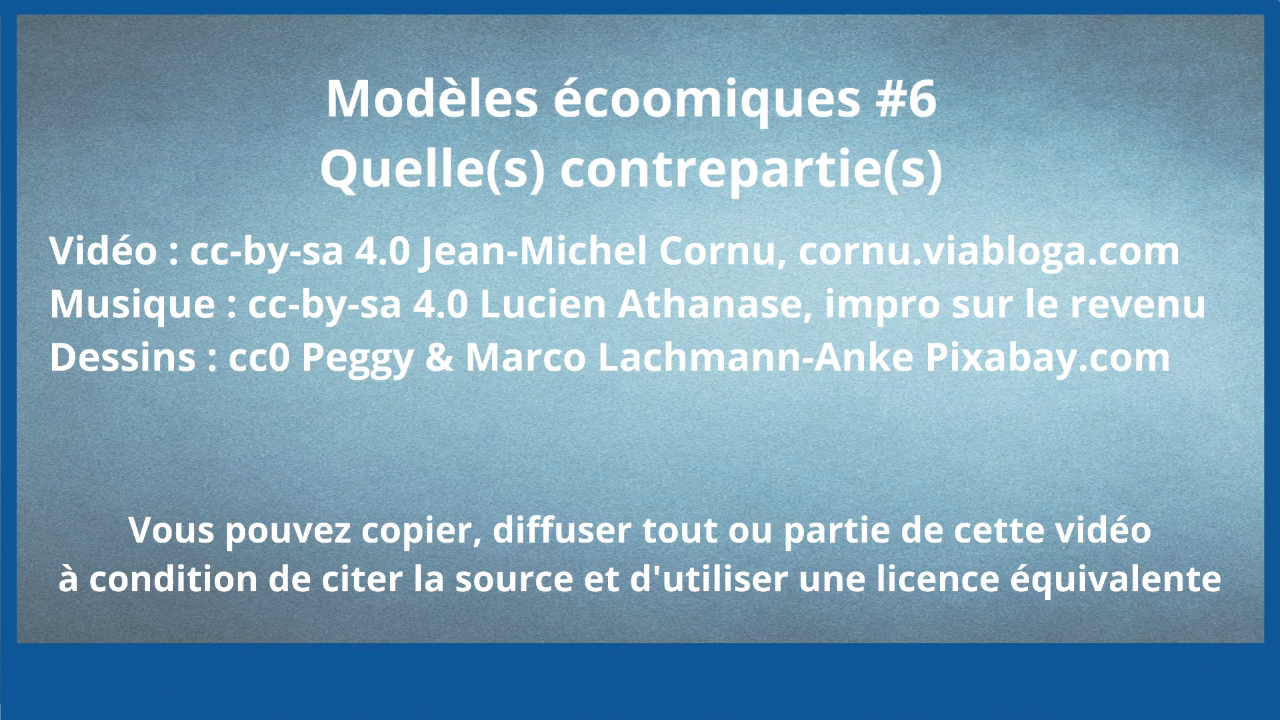 Modèles écoomiques #6
Quelle(s) contrepartie(s)
Vidéo : cc-by-sa 4.0 Jean-Michel Cornu, cornu.viabloga.com
Musique : cc-by-sa 4.0 Lucien Athanase, impro sur le revenu
Dessins : cc0 Peggy & Marco Lachmann-Anke Pixabay.com
Vous pouvez copier, diffuser tout ou partie de cette vidéo
à condition de citer la source et d'utiliser une licence équivalente